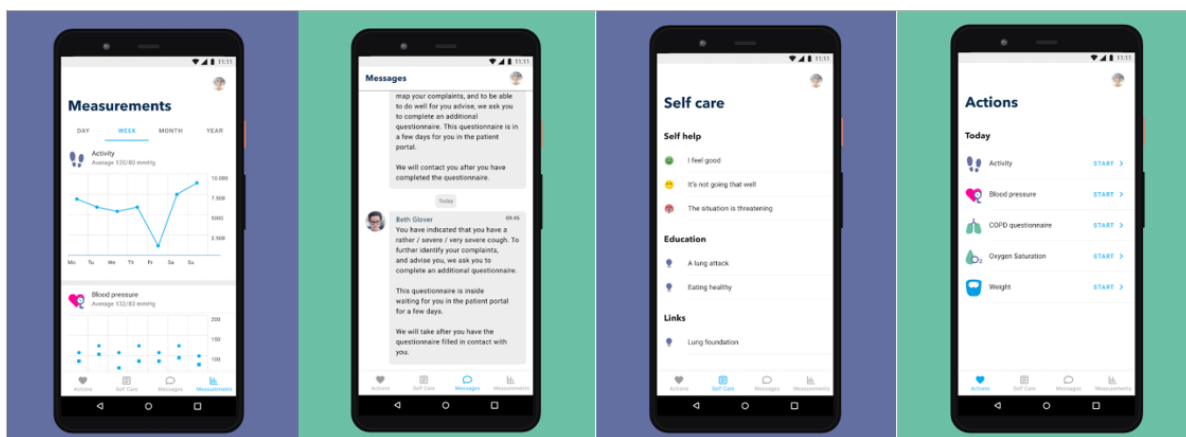 11:11
Measurements
DAY WEEK MONTH YEAR
Activity
Average 120/80 mmHg
10.000
7.500
5000
2.500
Mo Tu We Th Fr Sa Su
Blood pressure
Average 132/83 mmHg
200
150
100
Actions Self Care Messages Measurements
11:11
Messages
map your complaints, and to be able
to do well for you advise, we ask you
to complete an additional
questionnaire. This questionnaire is in
a few days for you in the patient
portal.
We will contact you after you have
completed the questionnaire.
Today
Beth Glover 09:45
You have indicated that you have a
rather / severe / very severe cough. To
further identify your complaints,
and advise you, we ask you to
complete an additional questionnaire.
This questionnaire is inside
waiting for you in the patient portal
for a few days.
We will take after you have the
questionnaire filled in contact with
you.
Actions Self Care Messages Measurements
11:11
Self care
Self help
I feel good
It's not going that well
The situation is threatening
Education
A lung attack
Eating healthy
Links
Lung foundation
Actions Self Care Messages Measurements
11:11
Actions
Today
Activity START >
Blood pressure START >
COPD questionnaire START >
O₂ Oxygen Saturation START >
Weight START >
Actions Self Care Messages Measurements